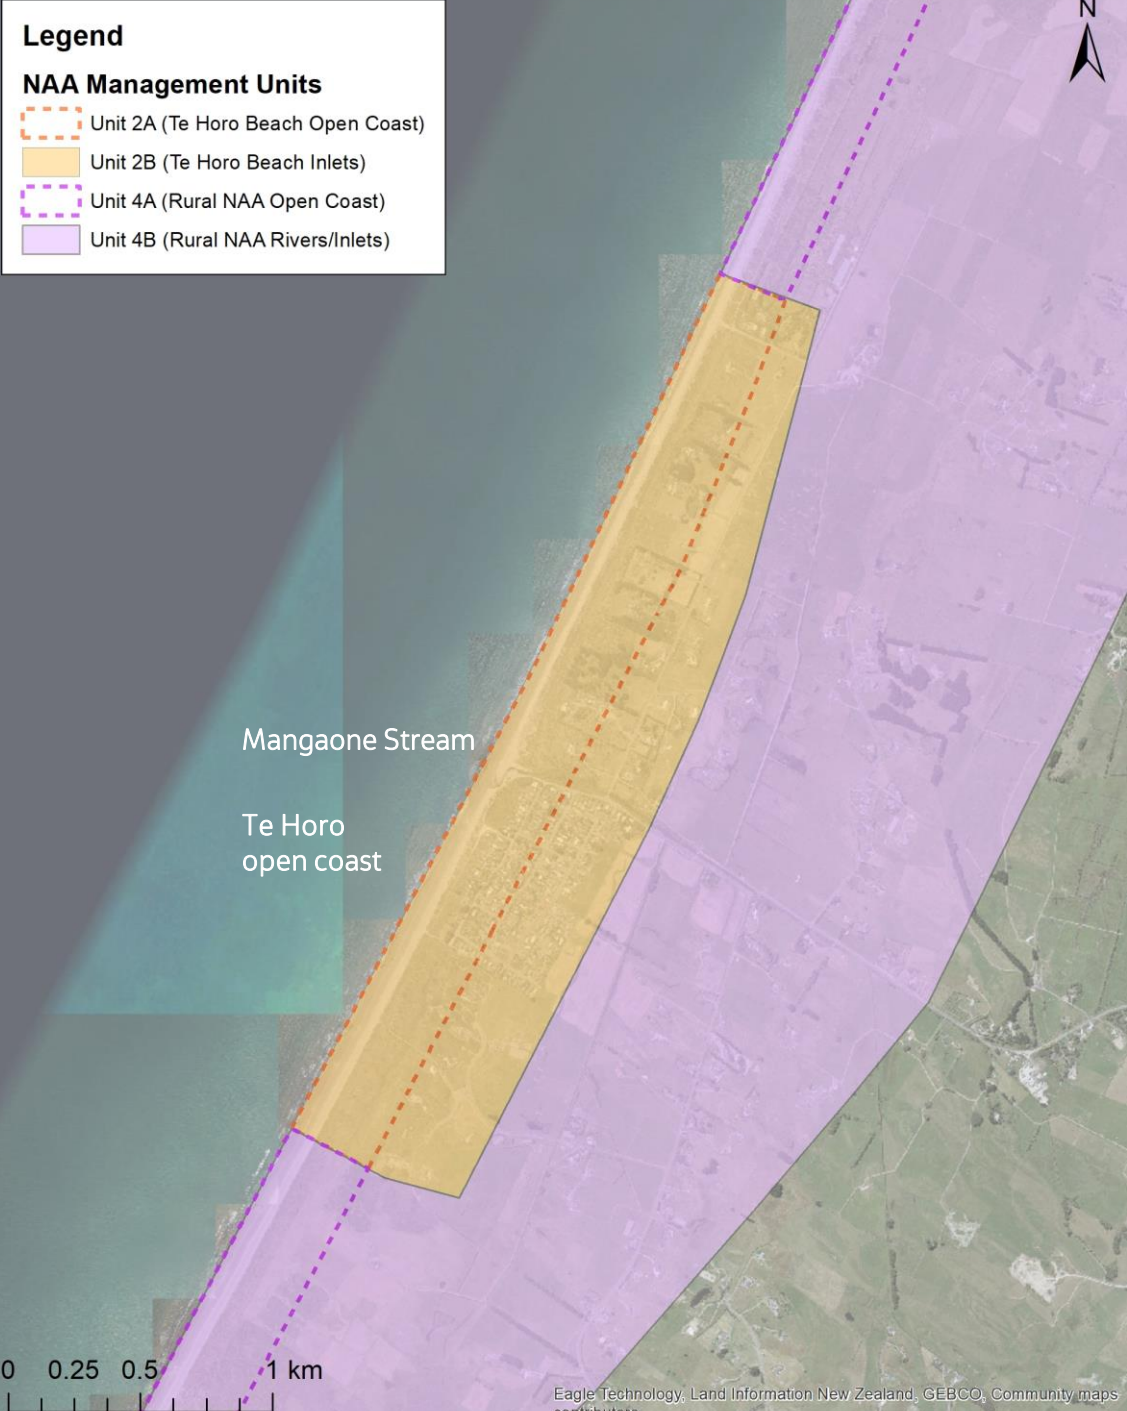 N
Legend
NAA Management Units
Unit 2A (Te Horo Beach Open Coast)
Unit 2B (Te Horo Beach Inlets)
Unit 4A (Rural NAA Open Coast)
Unit 4B (Rural NAA Rivers/Inlets)
Mangaone Stream
Te Horo
open coast
0 0.25 0.5 1 km
Eagle Technology, Land Information New Zealand, GEBCO, Community maps
contributors